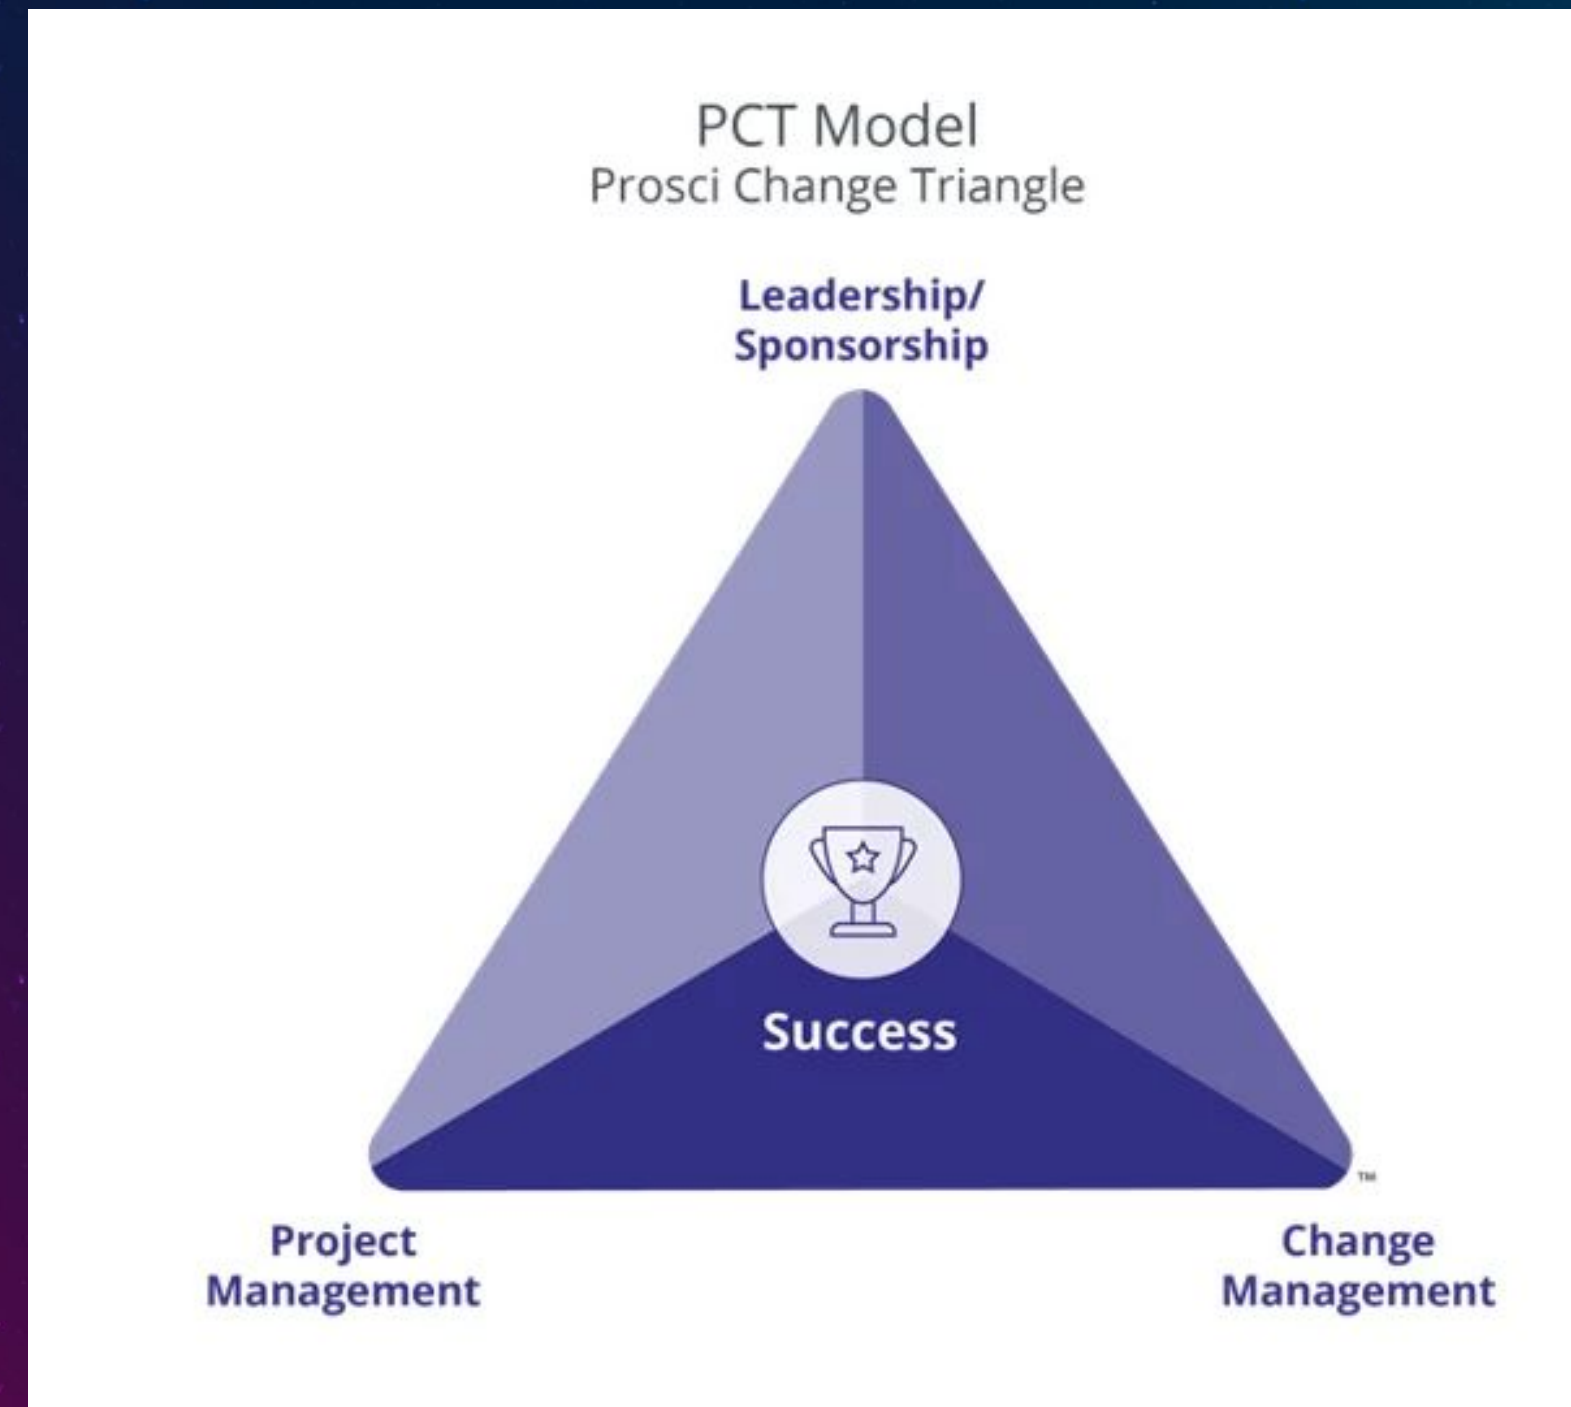 PCT Model
Prosci Change Triangle
Leadership/
Sponsorship
Success
™
Project
Management
Change
Management